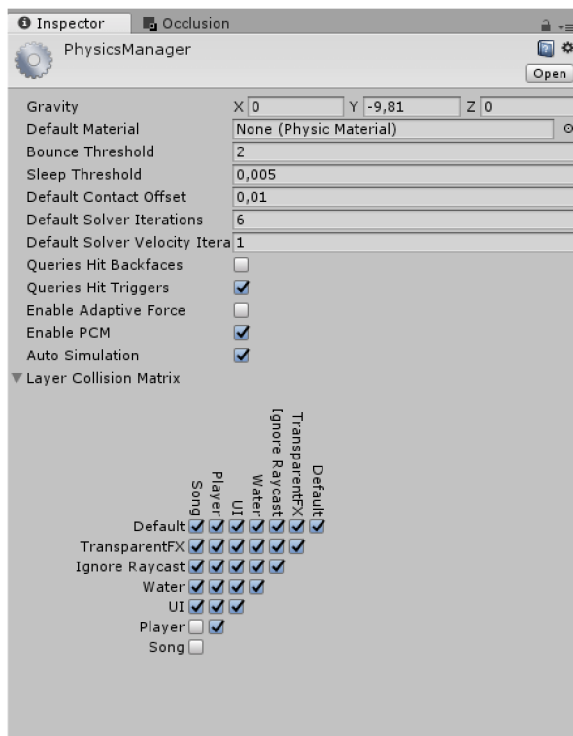 Inspector Occlusion
PhysicsManager
Open
Gravity X 0 Y -9,81 Z 0
Default Material None (Physic Material)
Bounce Threshold 2
Sleep Threshold 0,005
Default Contact Offset 0,01
Default Solver Iterations 6
Default Solver Velocity Itera 1
Queries Hit Backfaces
Queries Hit Triggers
Enable Adaptive Force
Enable PCM
Auto Simulation
Layer Collision Matrix
Song Player UI Water Ignore Raycast TransparentFX Default
Default
TransparentFX
Ignore Raycast
Water
UI
Player
Song